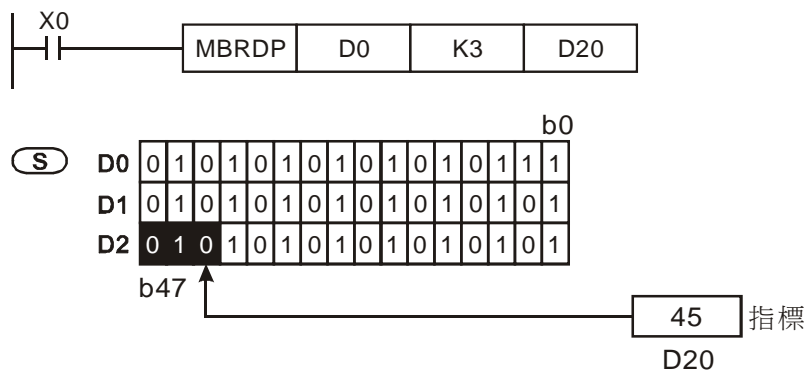 X0
MBRDP D0 K3 D20
b0
S D0 0 1 0 1 0 1 0 1 0 1 0 1 0 1 1 1
D1 0 1 0 1 0 1 0 1 0 1 0 1 0 1 0 1
D2 0 1 0 1 0 1 0 1 0 1 0 1 0 1 0 1
b47
45 指標
D20